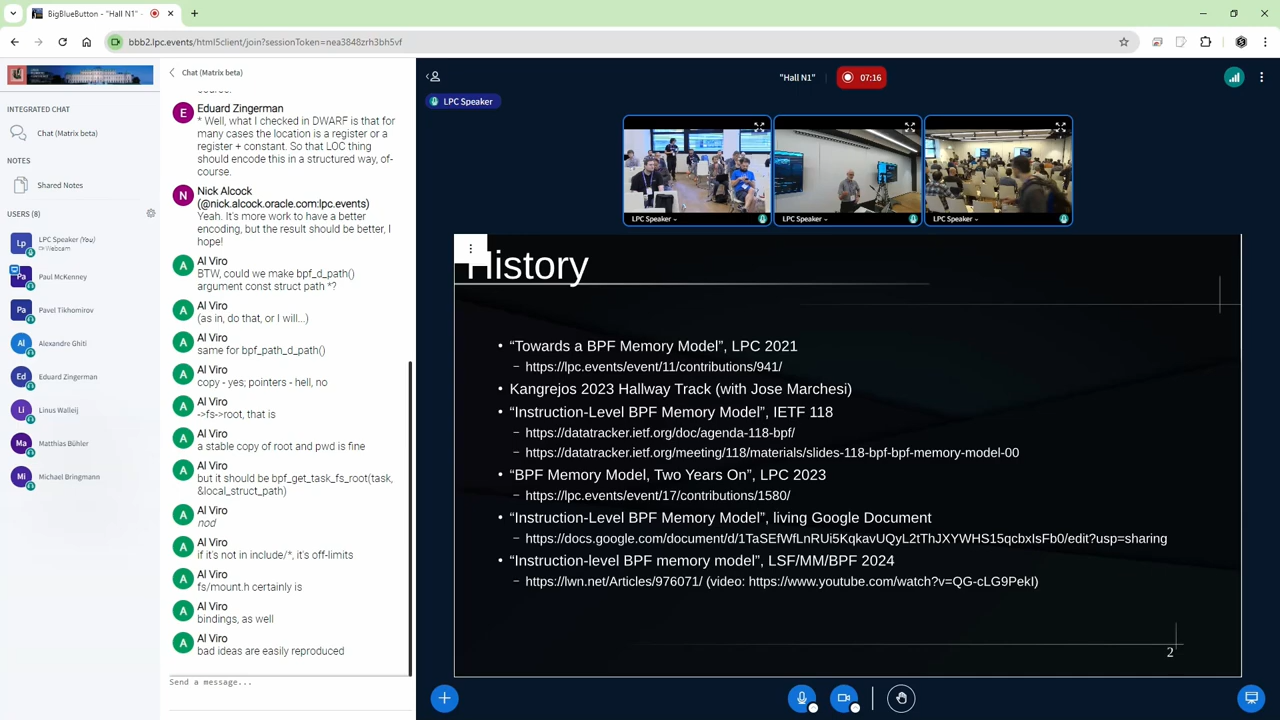 BigBlueButton - "Hall N1" -
bbb2.lpc.events/html5client/join?sessionToken=nea3848zrh3bh5vf
INTEGRATED CHAT
Chat (Matrix beta)
NOTES
Shared Notes
USERS (8)
Lp
LPC Speaker (You)
Webcam
Pa
Paul McKenney
Pa
Pavel Tikhomirov
Al
Alexandre Ghiti
Ed
Eduard Zingerman
Li
Linus Walleij
Ma
Matthias Bühler
Mi
Michael Bringmann
Chat (Matrix beta)
course.
E
Eduard Zingerman
* Well, what I checked in DWARF is that for
many cases the location is a register or a
register + constant. So that LOC thing
should encode this in a structured way, of-
course.
N
Nick Alcock
(@nick.alcock.oracle.com:lpc.events)
Yeah. It's more work to have a better
encoding, but the result should be better, I
hope!
A
Al Viro
BTW, could we make bpf_d_path()
argument const struct path *?
A
Al Viro
(as in, do that, or I will...)
A
Al Viro
same for bpf_path_d_path()
A
Al Viro
copy - yes; pointers - hell, no
A
Al Viro
->fs->root, that is
A
Al Viro
a stable copy of root and pwd is fine
A
Al Viro
but it should be bpf_get_task_fs_root(task,
&local_struct_path)
A
Al Viro
nod
A
Al Viro
if it's not in include/*, it's off-limits
A
Al Viro
fs/mount.h certainly is
A
Al Viro
bindings, as well
A
Al Viro
bad ideas are easily reproduced
Send a message...
"Hall N1"
07:16
LPC Speaker
LPC Speaker
LPC Speaker
LPC Speaker
History
• “Towards a BPF Memory Model”, LPC 2021
– https://lpc.events/event/11/contributions/941/
• Kangrejos 2023 Hallway Track (with Jose Marchesi)
• “Instruction-Level BPF Memory Model”, IETF 118
– https://datatracker.ietf.org/doc/agenda-118-bpf/
– https://datatracker.ietf.org/meeting/118/materials/slides-118-bpf-bpf-memory-model-00
• “BPF Memory Model, Two Years On”, LPC 2023
– https://lpc.events/event/17/contributions/1580/
• “Instruction-Level BPF Memory Model”, living Google Document
– https://docs.google.com/document/d/1TaSEfWfLnRUi5KqkavUQyL2tThJXYWHS15qcbxIsFb0/edit?usp=sharing
• “Instruction-level BPF memory model”, LSF/MM/BPF 2024
– https://lwn.net/Articles/976071/ (video: https://www.youtube.com/watch?v=QG-cLG9PekI)
2